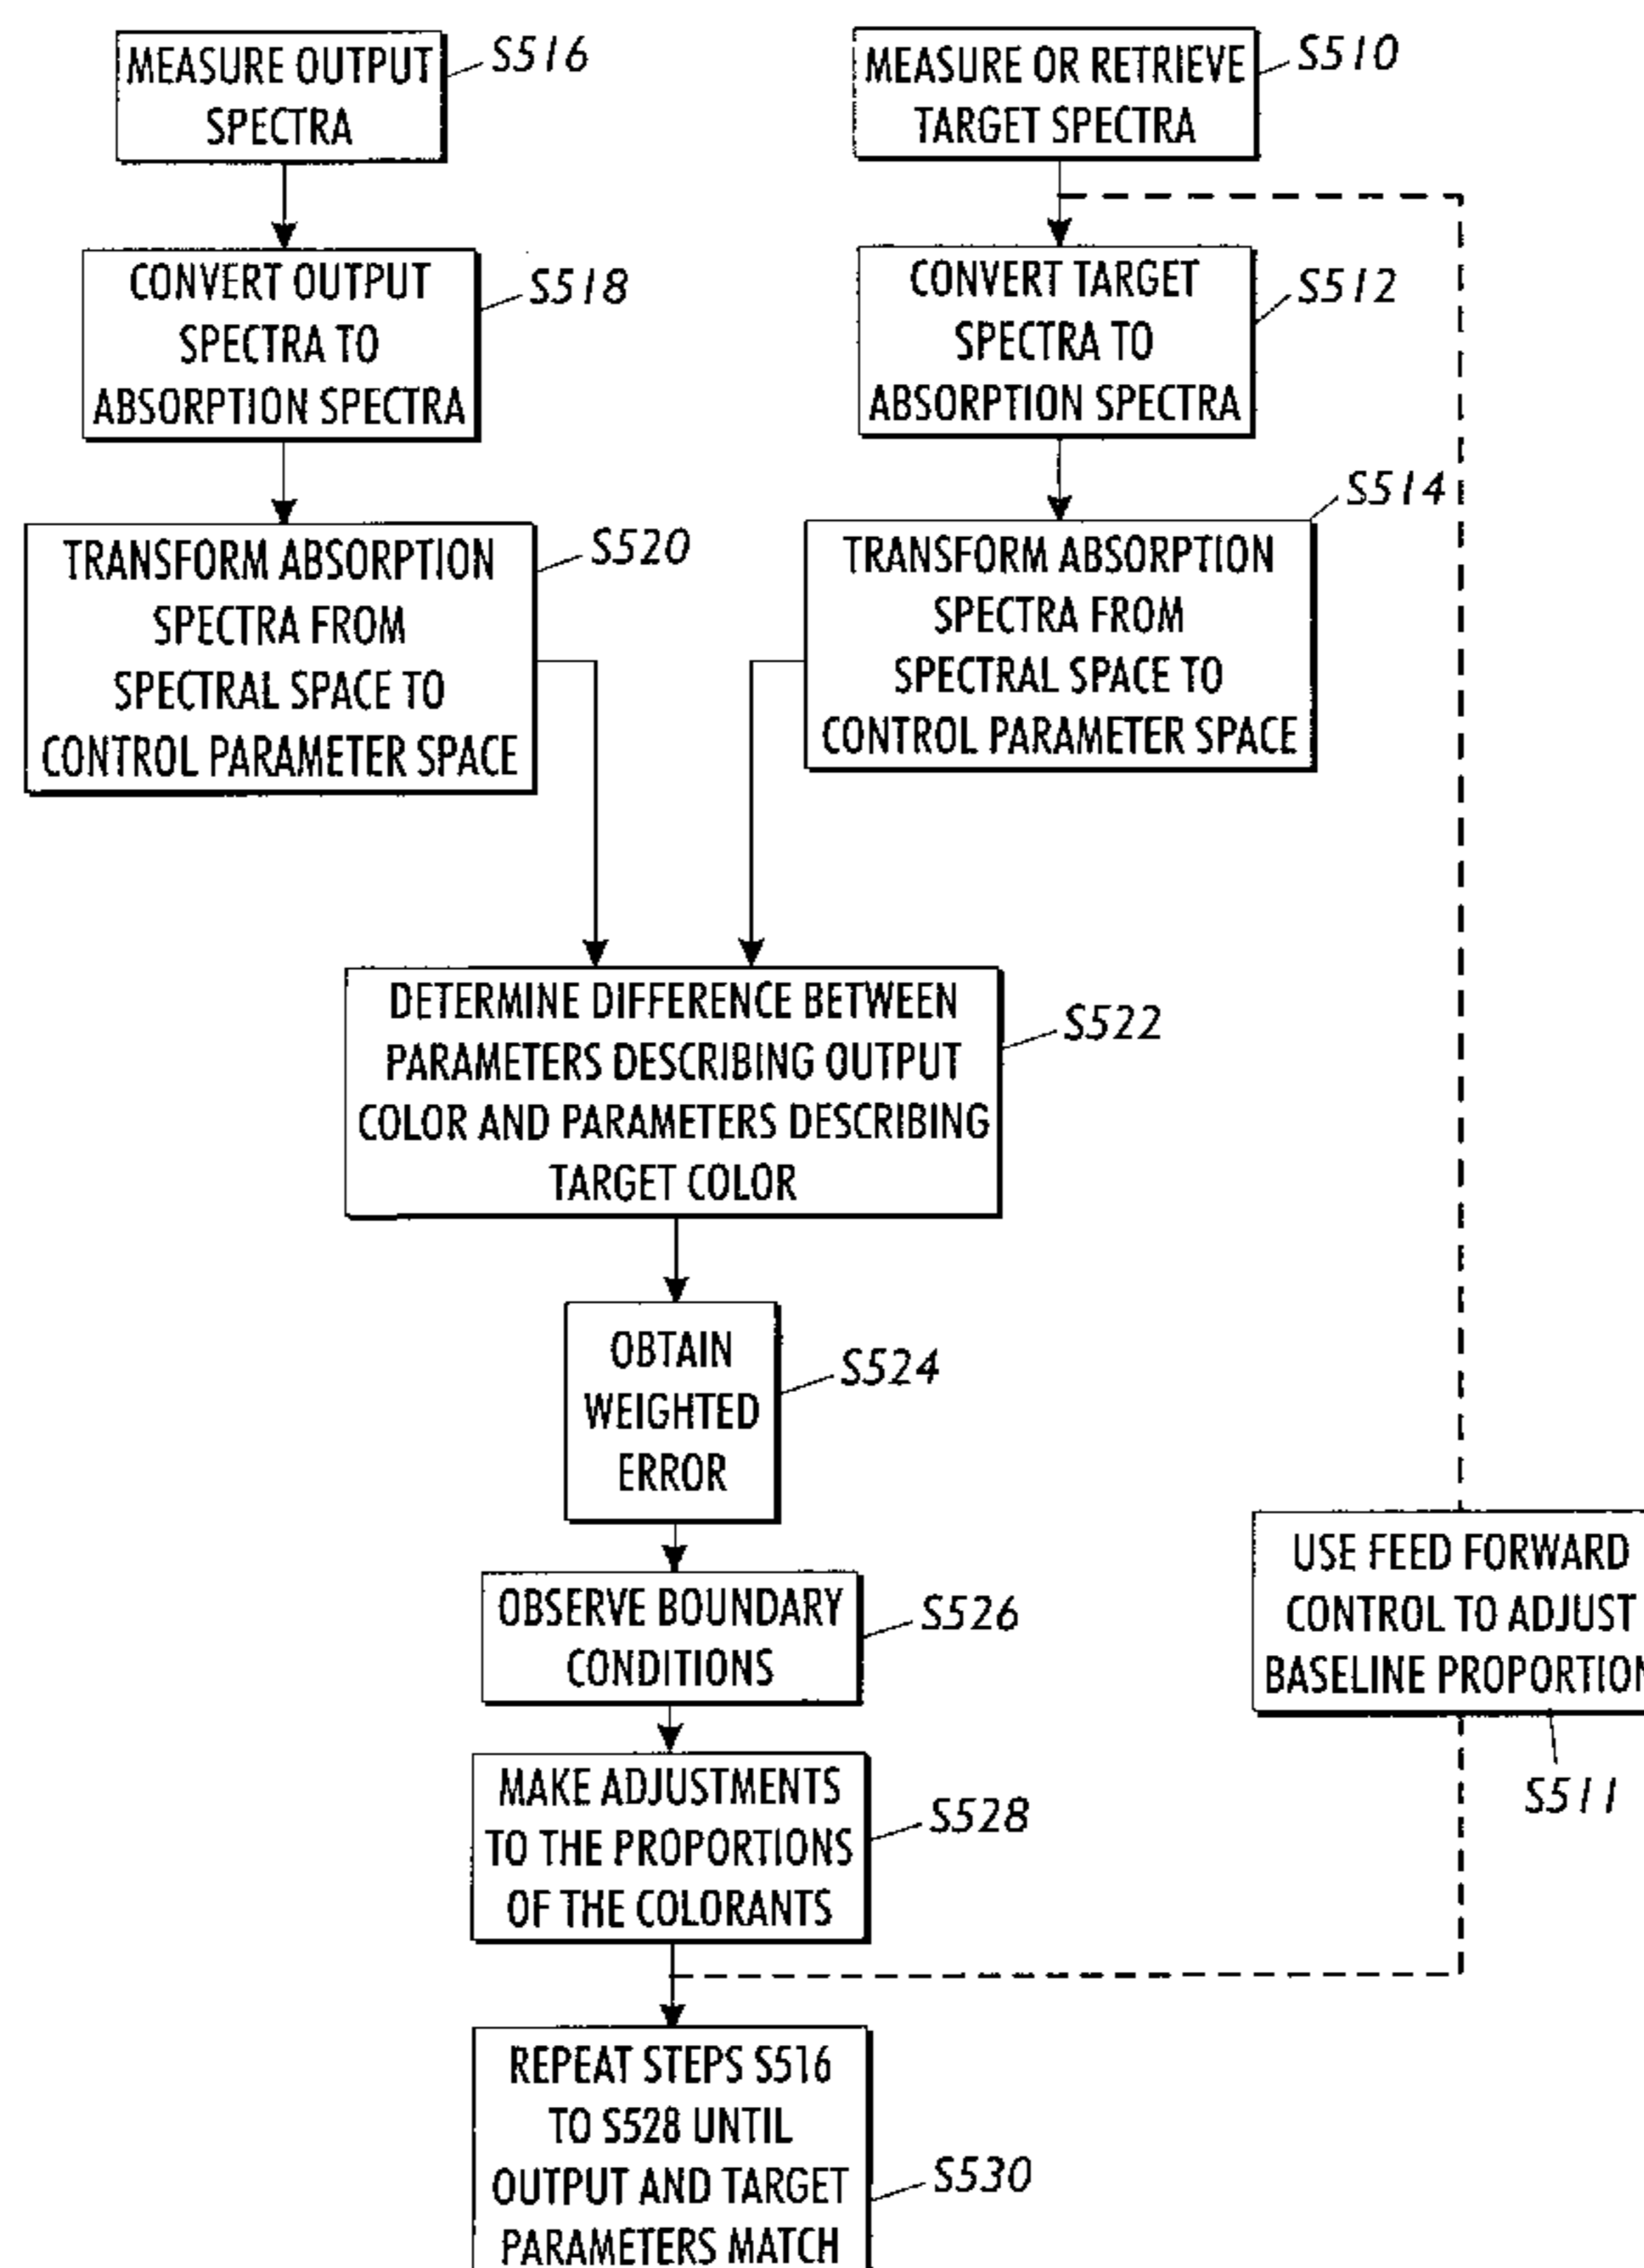 MEASURE OUTPUT
SPECTRA
S516
MEASURE OR RETRIEVE
TARGET SPECTRA
S510
CONVERT OUTPUT
SPECTRA TO
ABSORPTION SPECTRA
S518
CONVERT TARGET
SPECTRA TO
ABSORPTION SPECTRA
S512
TRANSFORM ABSORPTION
SPECTRA FROM
SPECTRAL SPACE TO
CONTROL PARAMETER SPACE
S520
TRANSFORM ABSORPTION
SPECTRA FROM
SPECTRAL SPACE TO
CONTROL PARAMETER SPACE
S514
DETERMINE DIFFERENCE BETWEEN
PARAMETERS DESCRIBING OUTPUT
COLOR AND PARAMETERS DESCRIBING
TARGET COLOR
S522
OBTAIN
WEIGHTED
ERROR
S524
OBSERVE BOUNDARY
CONDITIONS
S526
USE FEED FORWARD
CONTROL TO ADJUST
BASELINE PROPORTION
S511
MAKE ADJUSTMENTS
TO THE PROPORTIONS
OF THE COLORANTS
S528
REPEAT STEPS S516
TO S528 UNTIL
OUTPUT AND TARGET
PARAMETERS MATCH
S530